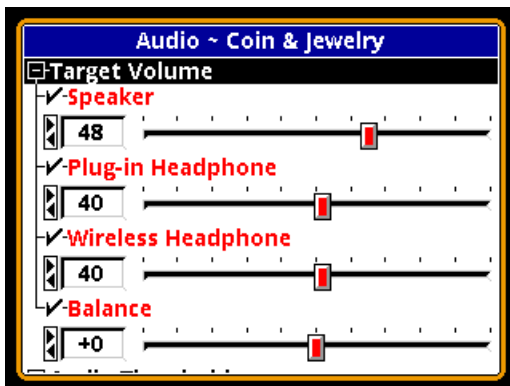 Audio ~ Coin & Jewelry
Target Volume
Speaker
48
Plug-in Headphone
40
Wireless Headphone
40
Balance
+0